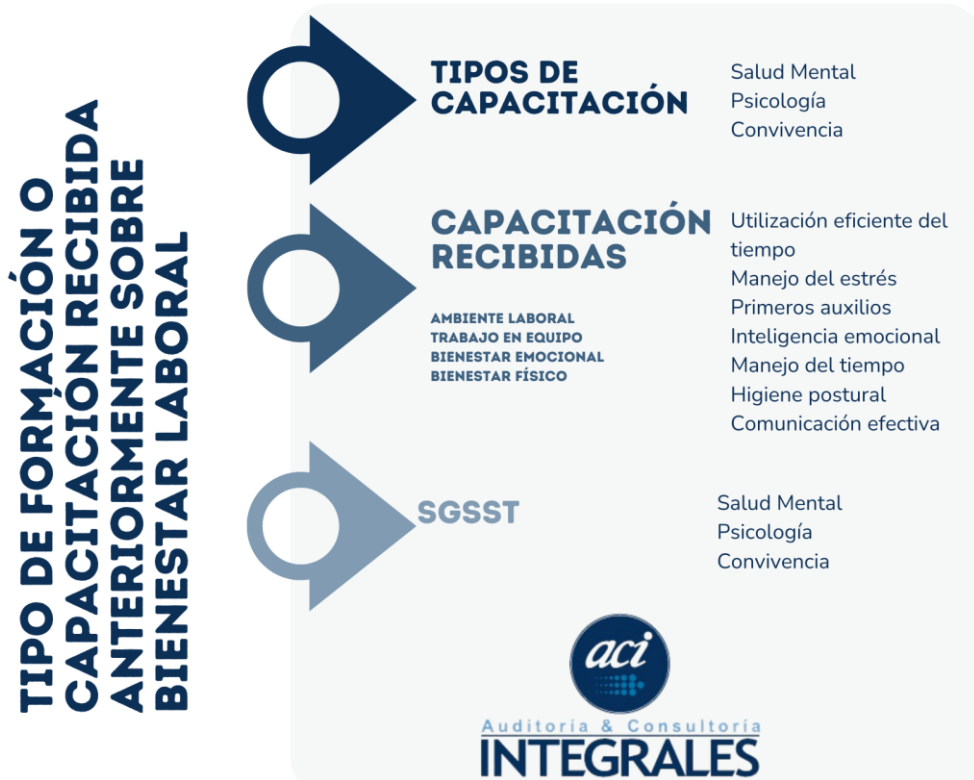 TIPO DE FORMACIÓN O
CAPACITACIÓN RECIBIDA
ANTERIORMENTE SOBRE
BIENESTAR LABORAL
TIPOS DE
CAPACITACIÓN
Salud Mental
Psicología
Convivencia
CAPACITACIÓN
RECIBIDAS
AMBIENTE LABORAL
TRABAJO EN EQUIPO
BIENESTAR EMOCIONAL
BIENESTAR FÍSICO
Utilización eficiente del
tiempo
Manejo del estrés
Primeros auxilios
Inteligencia emocional
Manejo del tiempo
Higiene postural
Comunicación efectiva
SGSST
Salud Mental
Psicología
Convivencia
aci
Auditoría & Consultoría
INTEGRALES